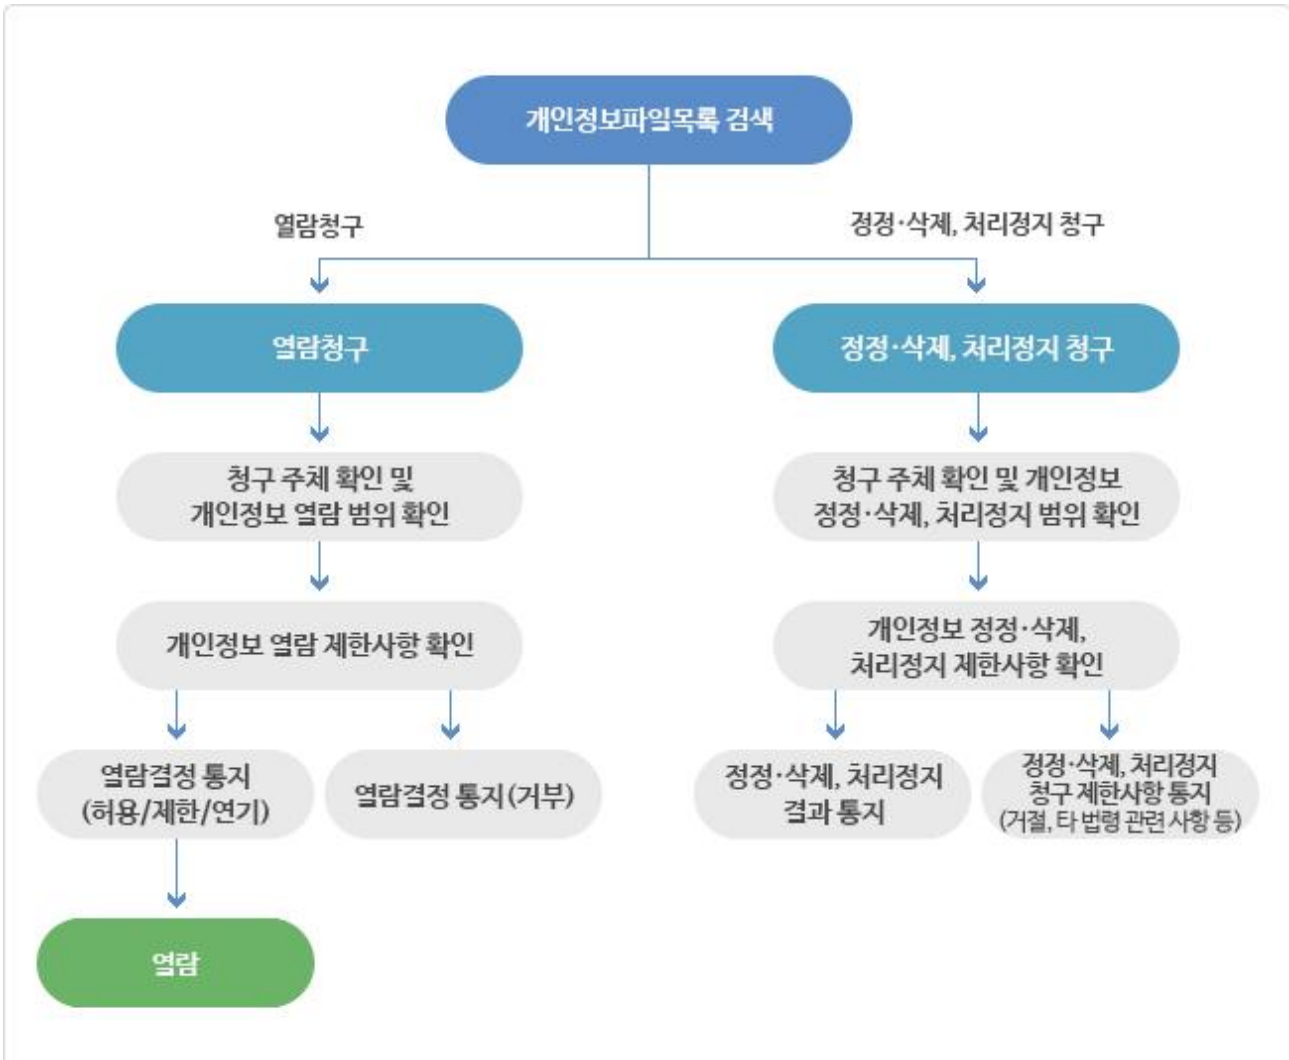 개인정보파일목록 검색
열람청구
정정·삭제, 처리정지 청구
열람청구
정정·삭제, 처리정지 청구
청구 주체 확인 및
개인정보 열람 범위 확인
청구 주체 확인 및 개인정보
정정·삭제, 처리정지 범위 확인
개인정보 열람 제한사항 확인
개인정보 정정·삭제,
처리정지 제한사항 확인
열람결정 통지
(허용/제한/연기)
열람결정 통지(거부)
정정·삭제, 처리정지
결과 통지
정정·삭제, 처리정지
청구 제한사항 통지
(거절, 타 법령 관련 사항 등)
열람